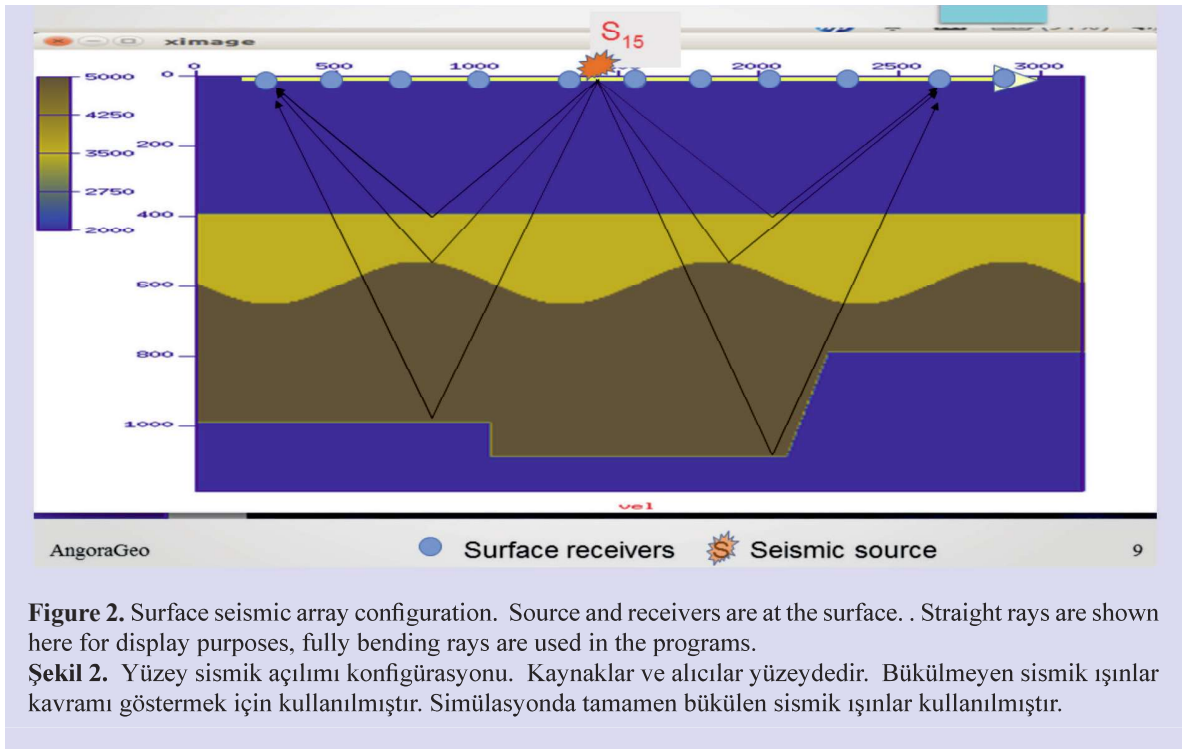 ximage
S15
0 500 1000 2000 2500 3000
5000
4250
3500
2750
2000
0
200
400
600
800
1000
vel
AngoraGeo Surface receivers S Seismic source 9
Figure 2. Surface seismic array configuration. Source and receivers are at the surface. . Straight rays are shown
here for display purposes, fully bending rays are used in the programs.
Şekil 2. Yüzey sismik açılımı konfigürasyonu. Kaynaklar ve alıcılar yüzeydedir. Bükülmeyen sismik ışınlar
kavramı göstermek için kullanılmıştır. Simülasyonda tamamen bükülen sismik ışınlar kullanılmıştır.